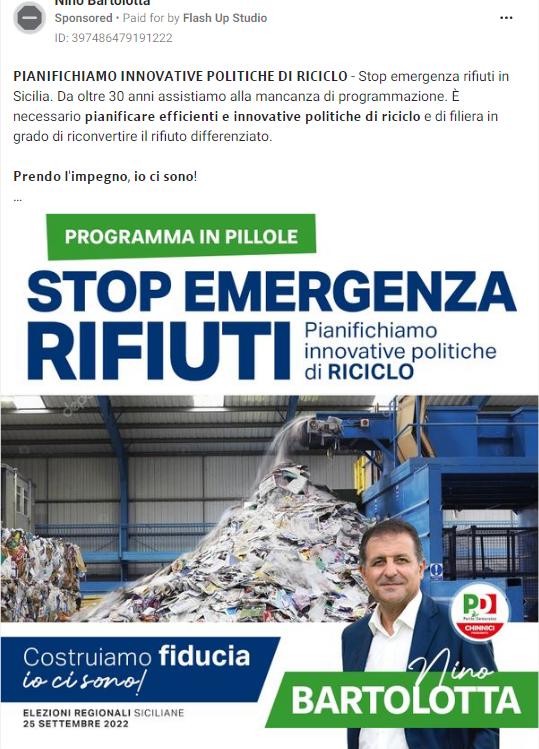 Nino Bartolotta
Sponsored • Paid for by Flash Up Studio
ID: 397486479191222
PIANIFICHIAMO INNOVATIVE POLITICHE DI RICICLO - Stop emergenza rifiuti in
Sicilia. Da oltre 30 anni assistiamo alla mancanza di programmazione. È
necessario pianificare efficienti e innovative politiche di riciclo e di filiera in
grado di riconvertire il rifiuto differenziato.
Prendo l'impegno, io ci sono!
...
PROGRAMMA IN PILLOLE
STOP EMERGENZA
RIFIUTI
Pianifichiamo
innovative politiche
di RICICLO
PD
Partito Democratico
CHINNICI
PRESIDENTE
Costruiamo fiducia
io ci sono!
Nino
BARTOLOTTA
ELEZIONI REGIONALI SICILIANE
25 SETTEMBRE 2022